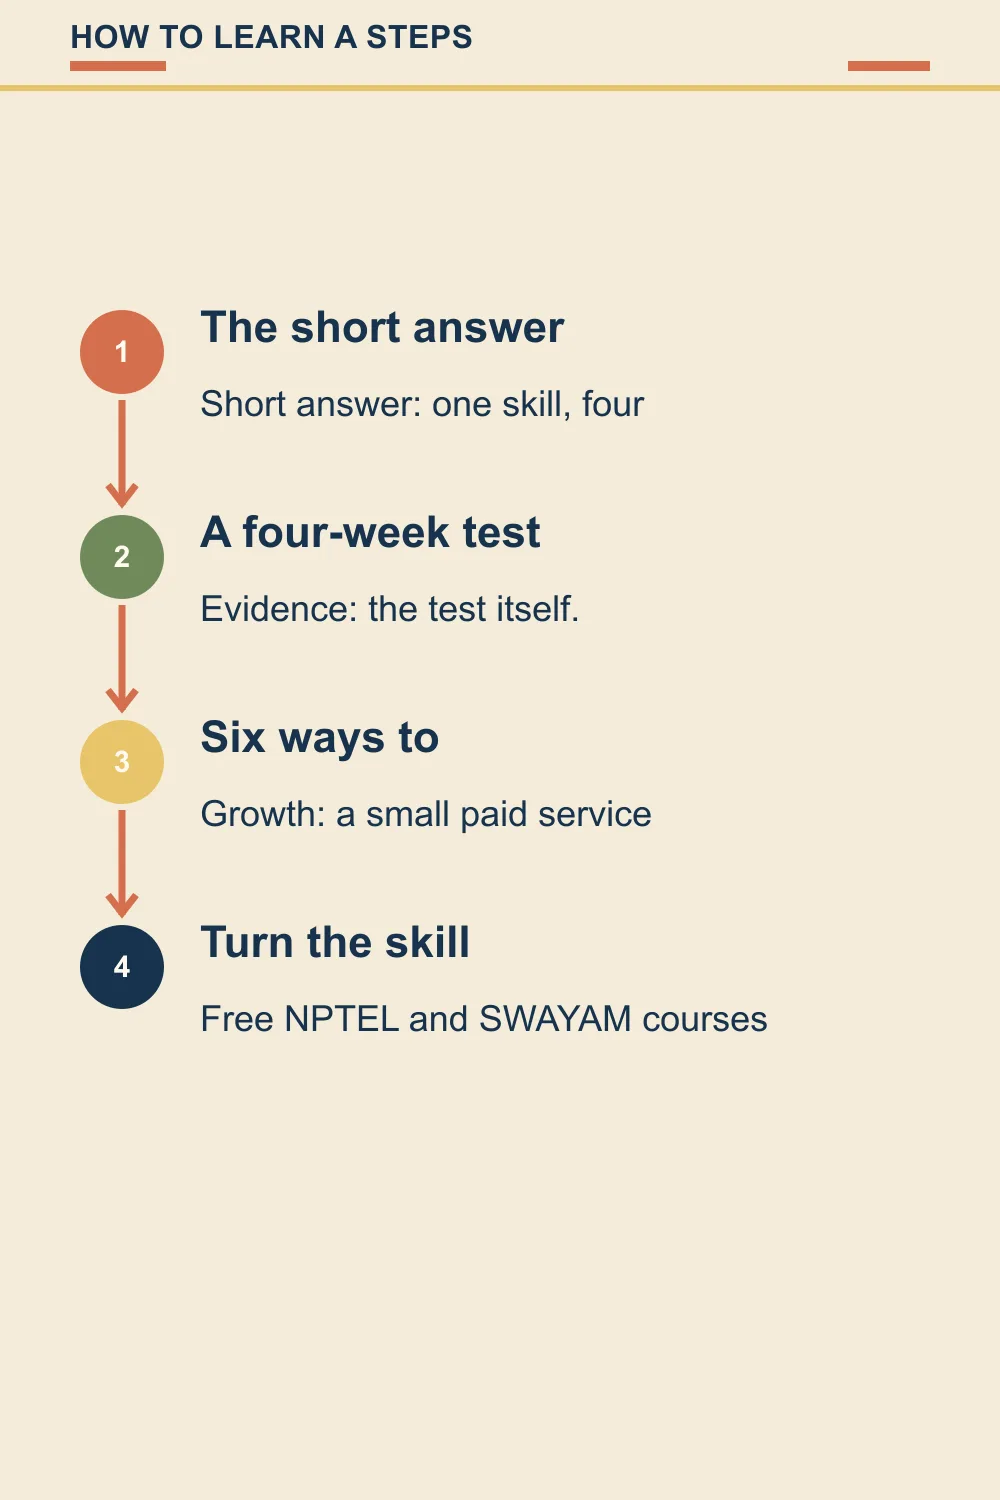 HOW TO LEARN A STEPS
1
The short answer
Short answer: one skill, four
2
A four-week test
Evidence: the test itself.
3
Six ways to
Growth: a small paid service
4
Turn the skill
Free NPTEL and SWAYAM courses